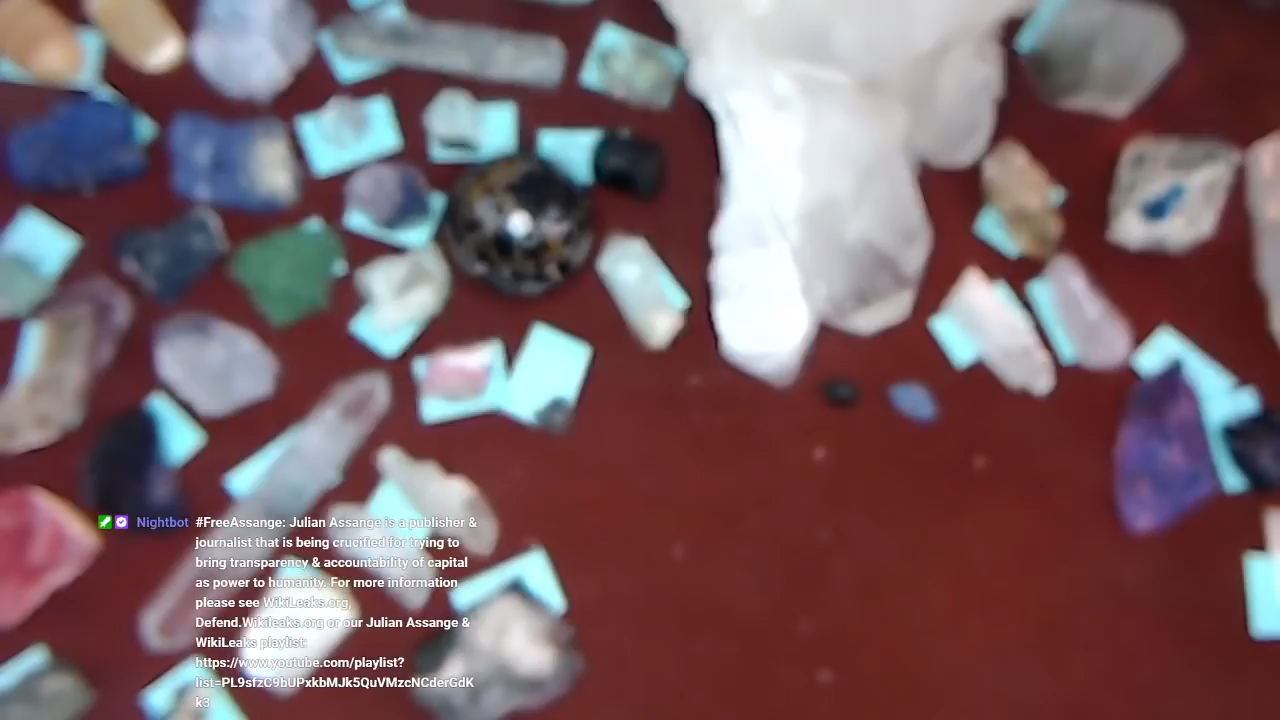 Nightbot #FreeAssange: Julian Assange is a publisher &
journalist that is being crucified for trying to
bring transparency & accountability of capital
as power to humanity. For more information
please see WikiLeaks.org,
Defend.Wikileaks.org or our Julian Assange &
WikiLeaks playlist:
https://www.youtube.com/playlist?
list=PL9sfzC9bUPxkbMJk5QuVMzcNCderGdK
k3